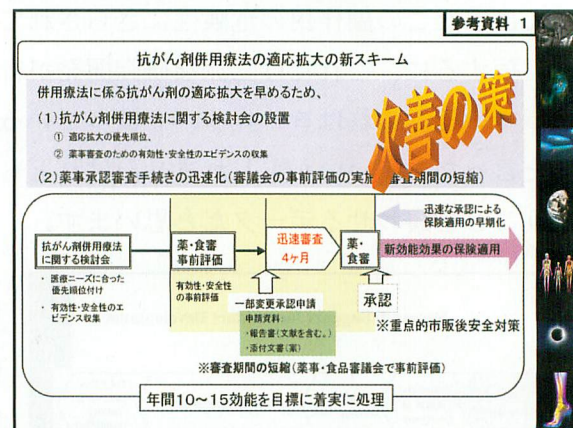 参考資料 1
抗がん剤併用療法の適応拡大の新スキーム
併用療法に係る抗がん剤の適応拡大を早めるため、
次善の策
(1)抗がん剤併用療法に関する検討会の設置
① 適応拡大の優先順位、
② 薬事審査のための有効性・安全性のエビデンスの収集
(2)薬事承認審査手続きの迅速化(審議会の事前評価の実施、審査期間の短縮)
迅速な承認による
保険適用の早期化
抗がん剤併用療法
に関する検討会
・ 医療ニーズに合った
優先順位付け
・ 有効性・安全性のエ
ビデンス収集
薬・食審
事前評価
有効性・安全性
の事前評価
迅速審査
4ヶ月
薬・
食審
新効能効果の保険適用
一部変更承認申請
申請資料:
・報告書(文献を含む。)
・添付文書(案)
承認
※重点的市販後安全対策
※審査期間の短縮(薬事・食品審議会で事前評価)
年間10～15効能を目標に着実に処理